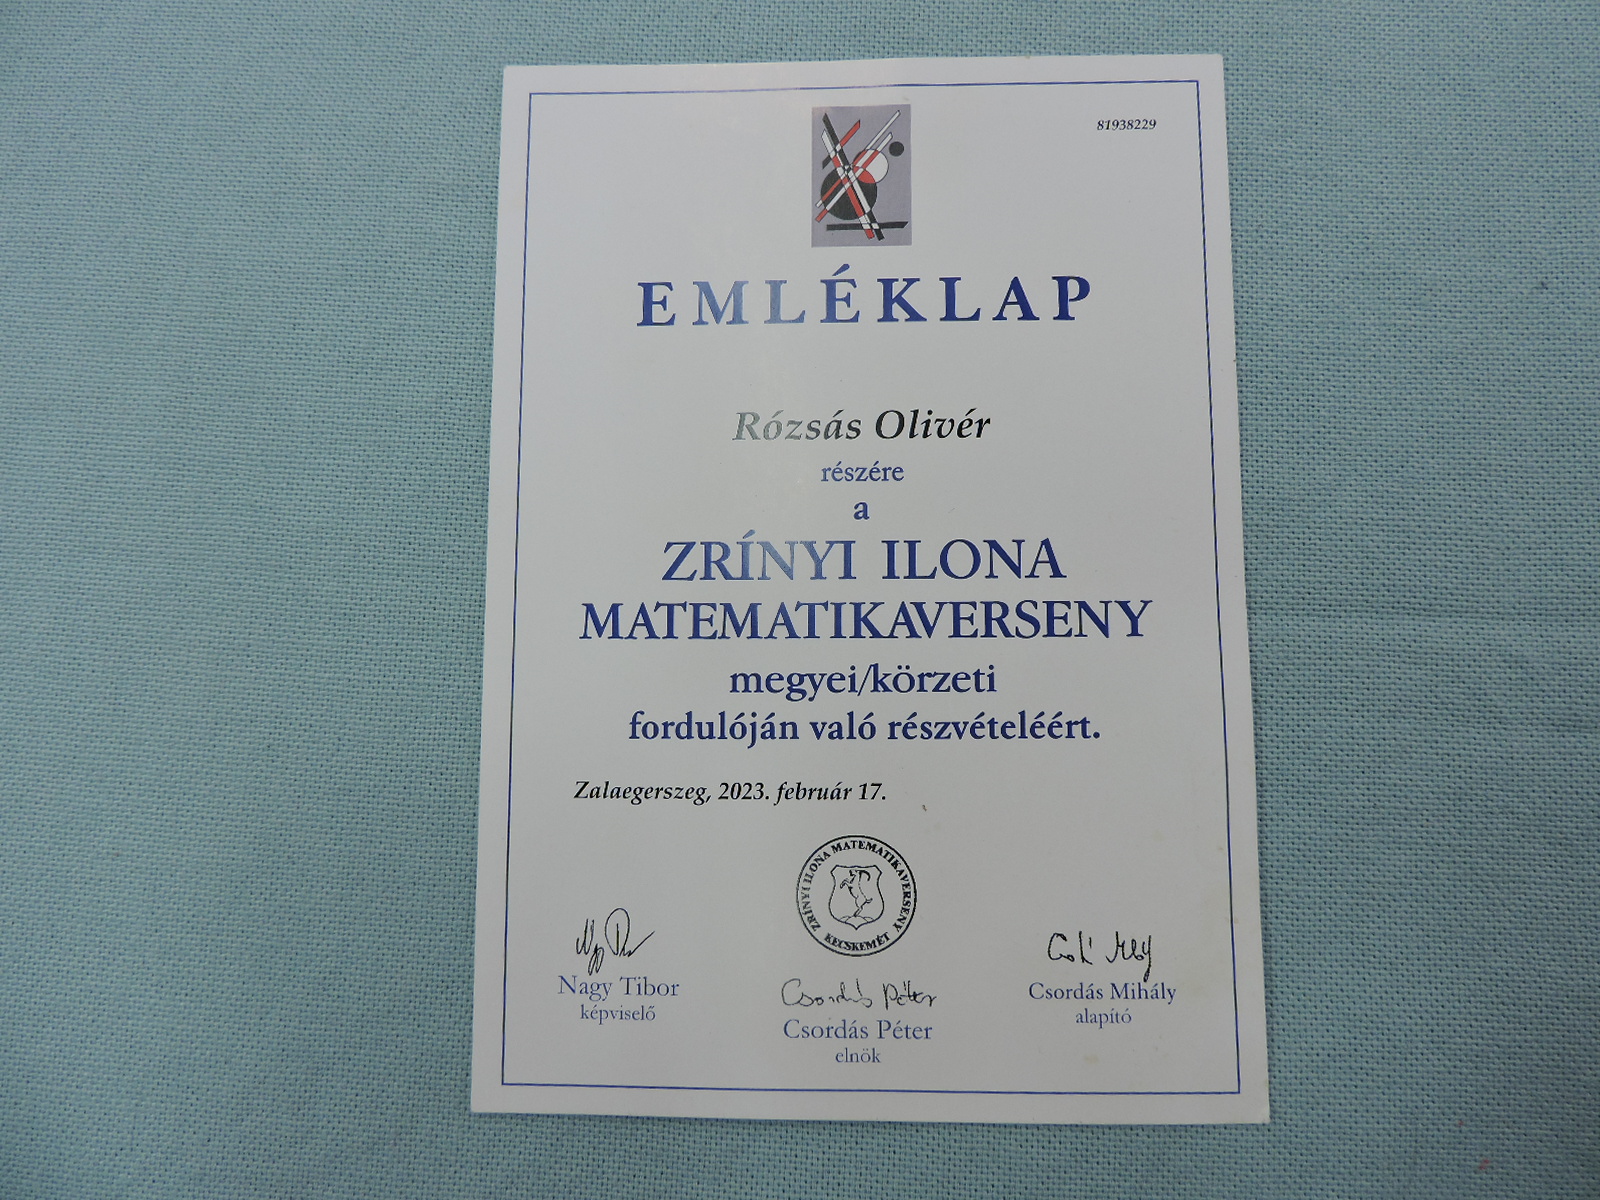 81938229
EMLÉKLAP
Rózsás Olivér
részére
a
ZRÍNYI ILONA
MATEMATIKAVERSENY
megyei/körzeti
fordulóján való részvételéért.
Zalaegerszeg, 2023. február 17.
ZRÍNYI ILONA MATEMATIKAVERSENY
KECSKEMÉT
Nagy Tibor
képviselő
Csordás Péter
Csordás Péter
elnök
Csordás Mihály
alapító